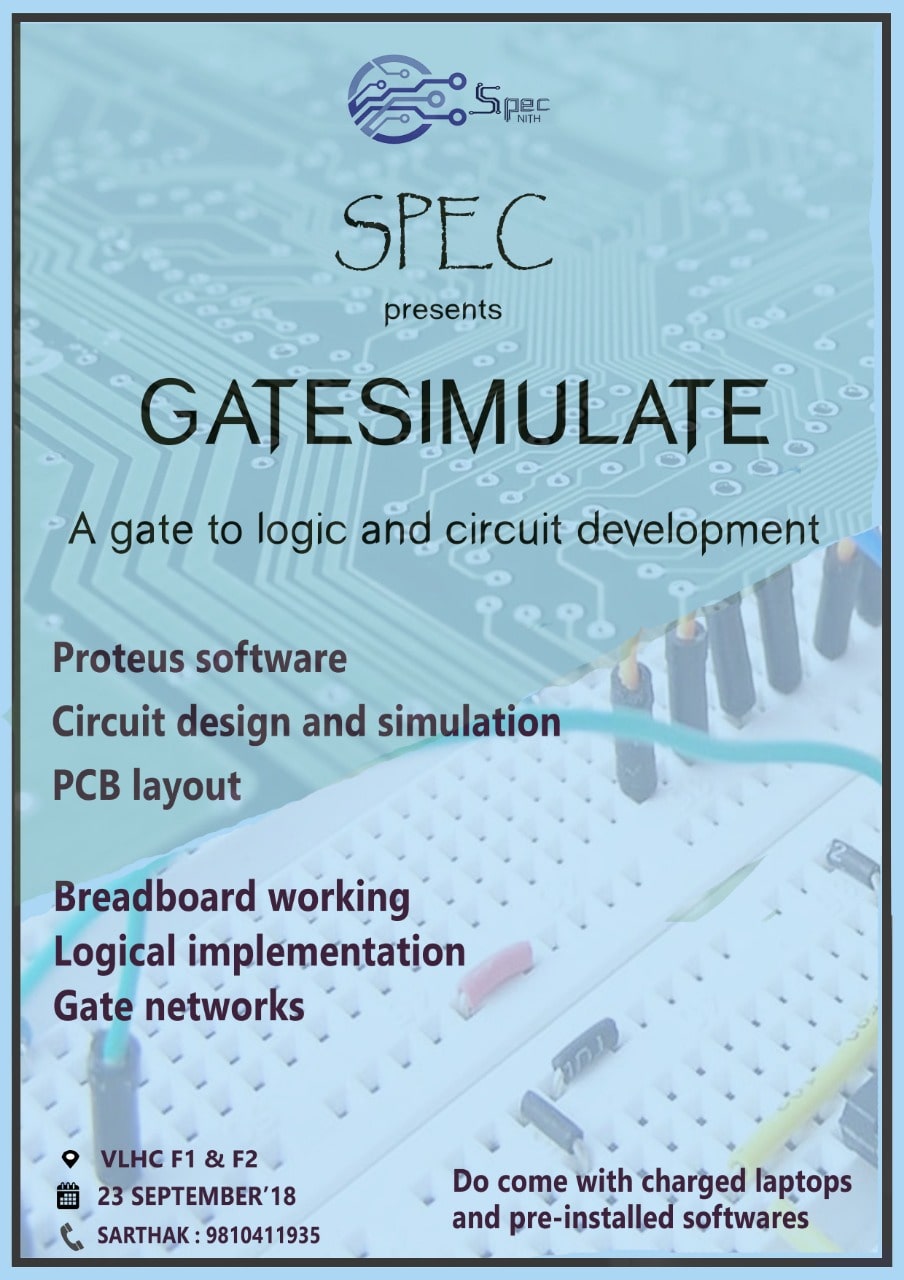 Spec
NITH
SPEC
presents
GATESIMULATE
A gate to logic and circuit development
Proteus software
Circuit design and simulation
PCB layout
Breadboard working
Logical implementation
Gate networks
VLHC F1 & F2
23 SEPTEMBER'18
SARTHAK : 9810411935
Do come with charged laptops
and pre-installed softwares